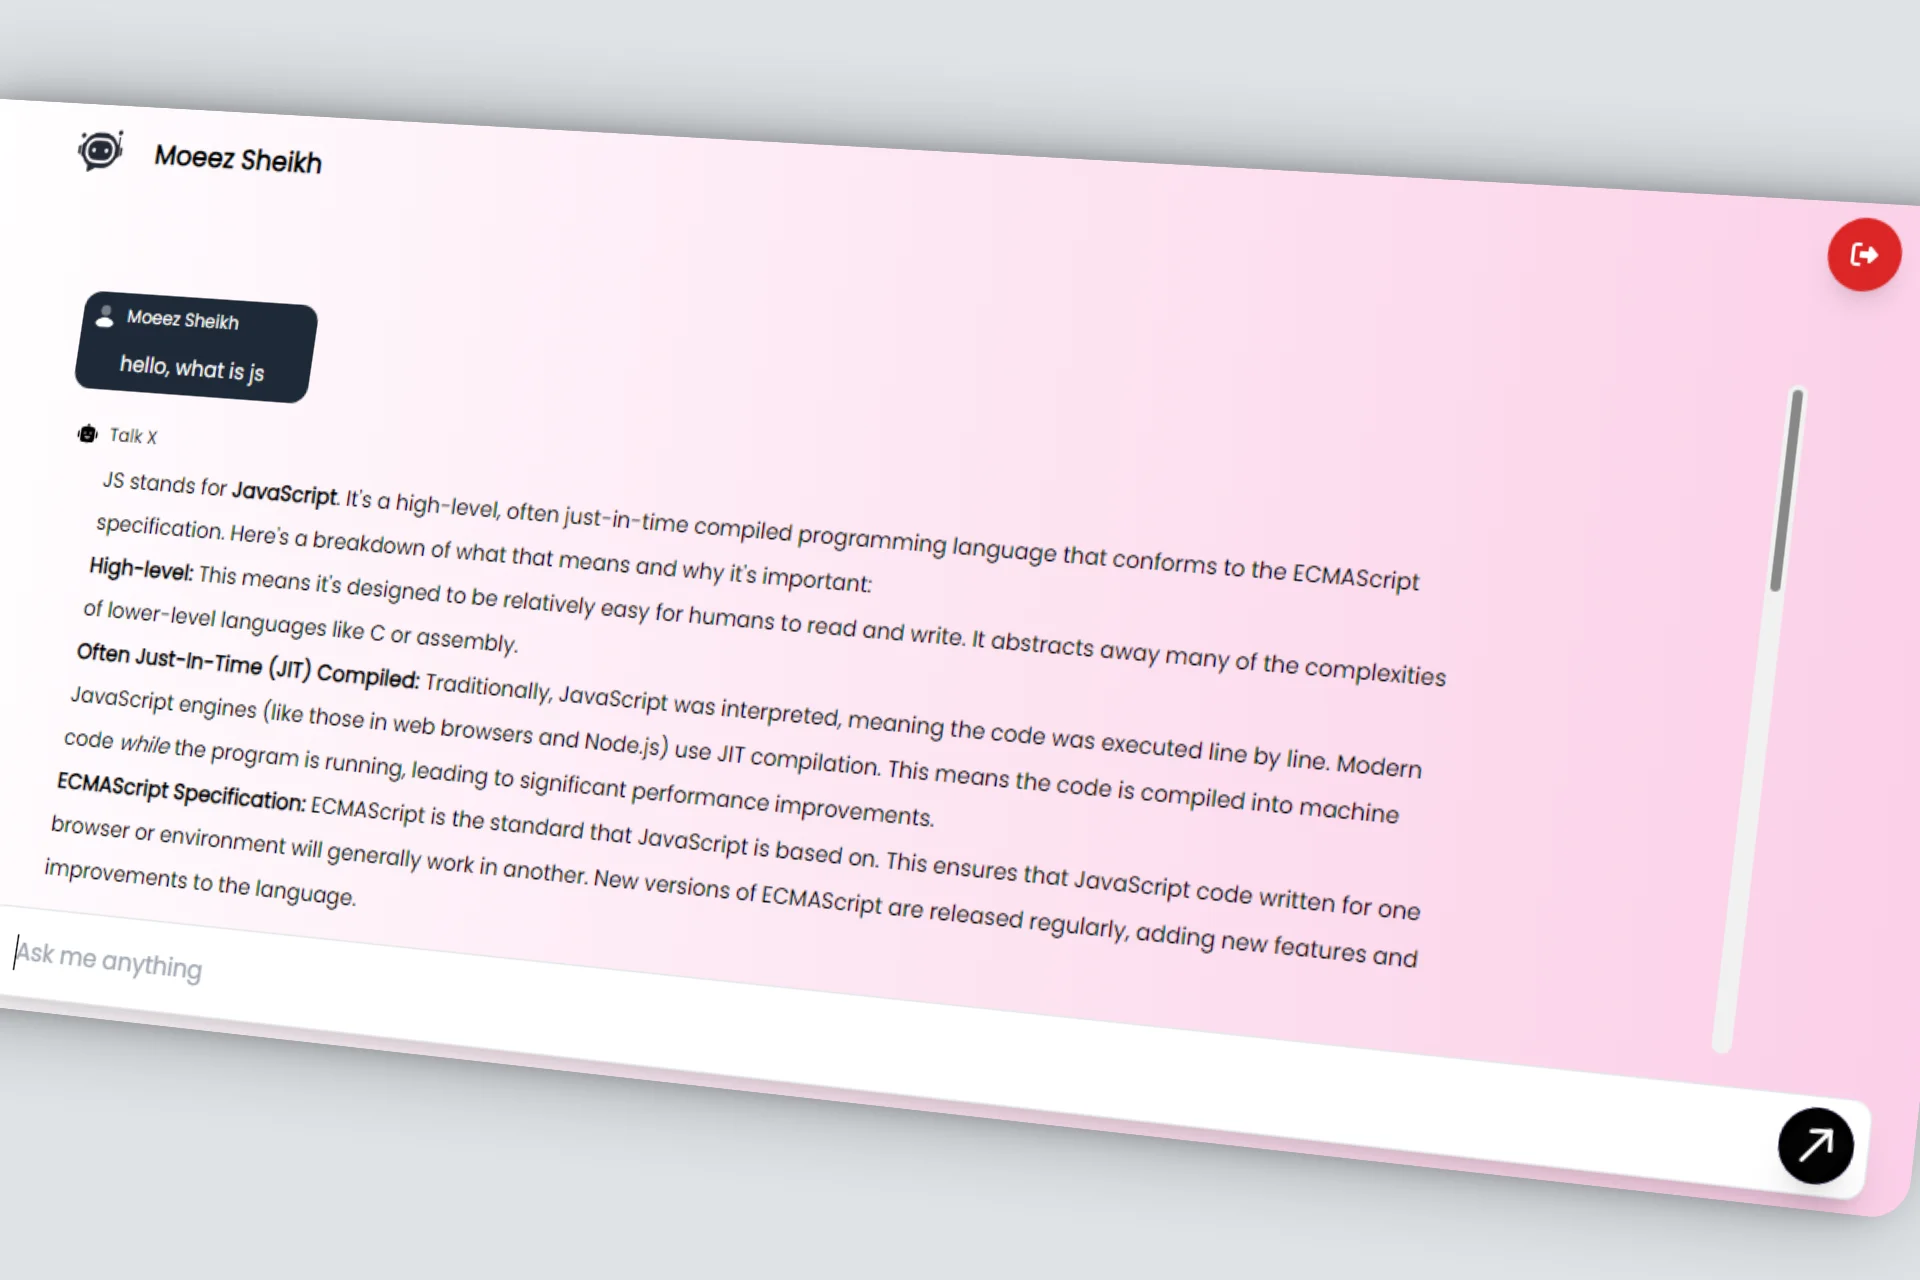 Moeez Sheikh
Moeez Sheikh
hello, what is js
Talk X
JS stands for JavaScript. It's a high-level, often just-in-time compiled programming language that conforms to the ECMAScript
specification. Here's a breakdown of what that means and why it's important:
High-level: This means it's designed to be relatively easy for humans to read and write. It abstracts away many of the complexities
of lower-level languages like C or assembly.
Often Just-In-Time (JIT) Compiled: Traditionally, JavaScript was interpreted, meaning the code was executed line by line. Modern
JavaScript engines (like those in web browsers and Node.js) use JIT compilation. This means the code is compiled into machine
code while the program is running, leading to significant performance improvements.
ECMAScript Specification: ECMAScript is the standard that JavaScript is based on. This ensures that JavaScript code written for one
browser or environment will generally work in another. New versions of ECMAScript are released regularly, adding new features and
improvements to the language.
Ask me anything